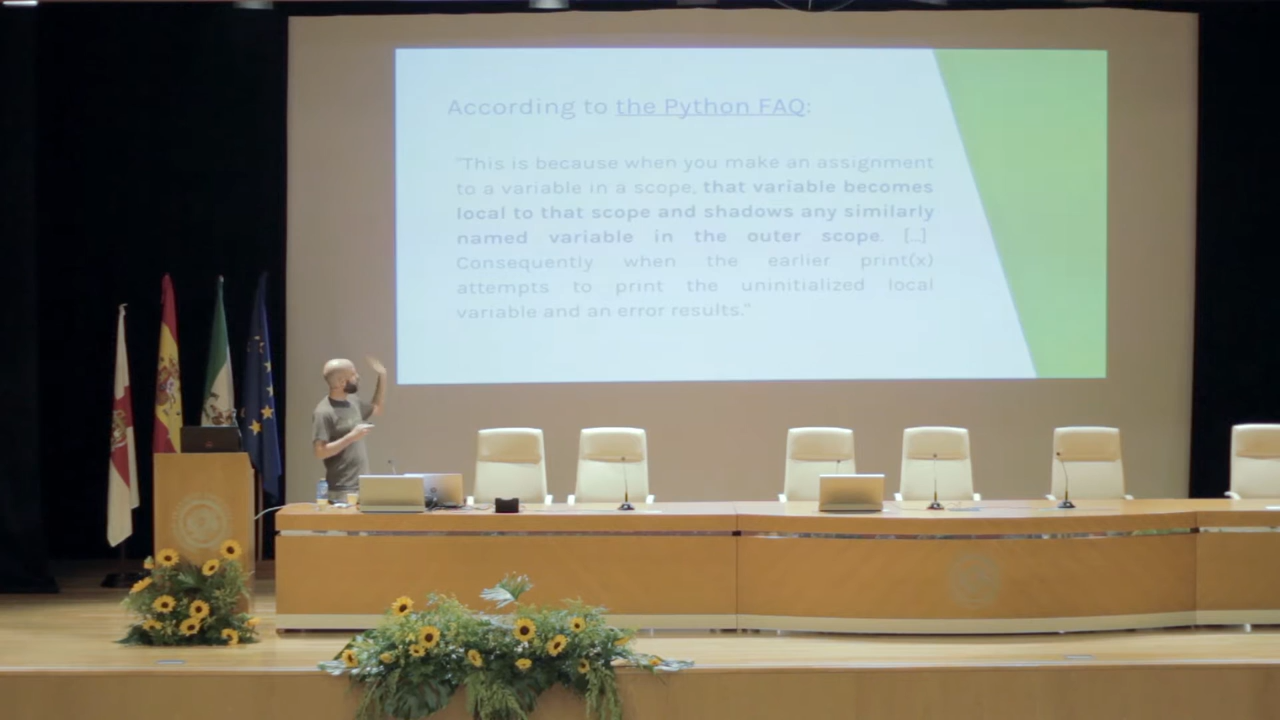 According to the Python FAQ:
"This is because when you make an assignment
to a variable in a scope, that variable becomes
local to that scope and shadows any similarly
named variable in the outer scope. [...]
Consequently when the earlier print(x)
attempts to print the uninitialized local
variable and an error results."